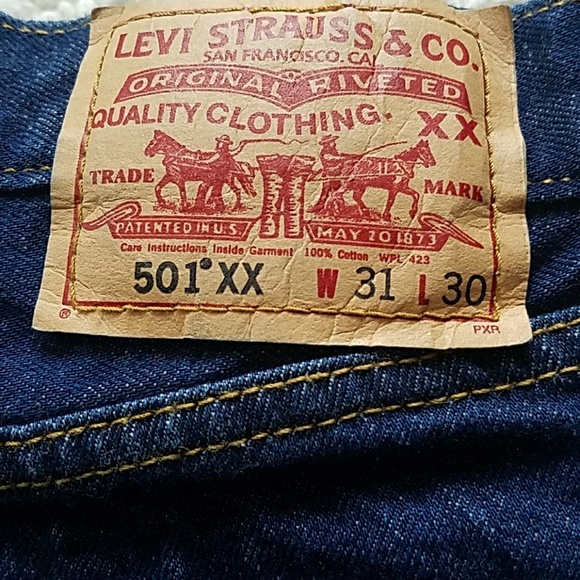 LEVI STRAUSS & CO.
SAN FRANCISCO. CAL
ORIGINAL RIVETED
QUALITY CLOTHING. XX
TRADE MARK
PATENTED IN U.S. MAY 20 1873
Care Instructions Inside Garment 100% Cotton WPL 423
501® XX W 31 L 30
® PXR